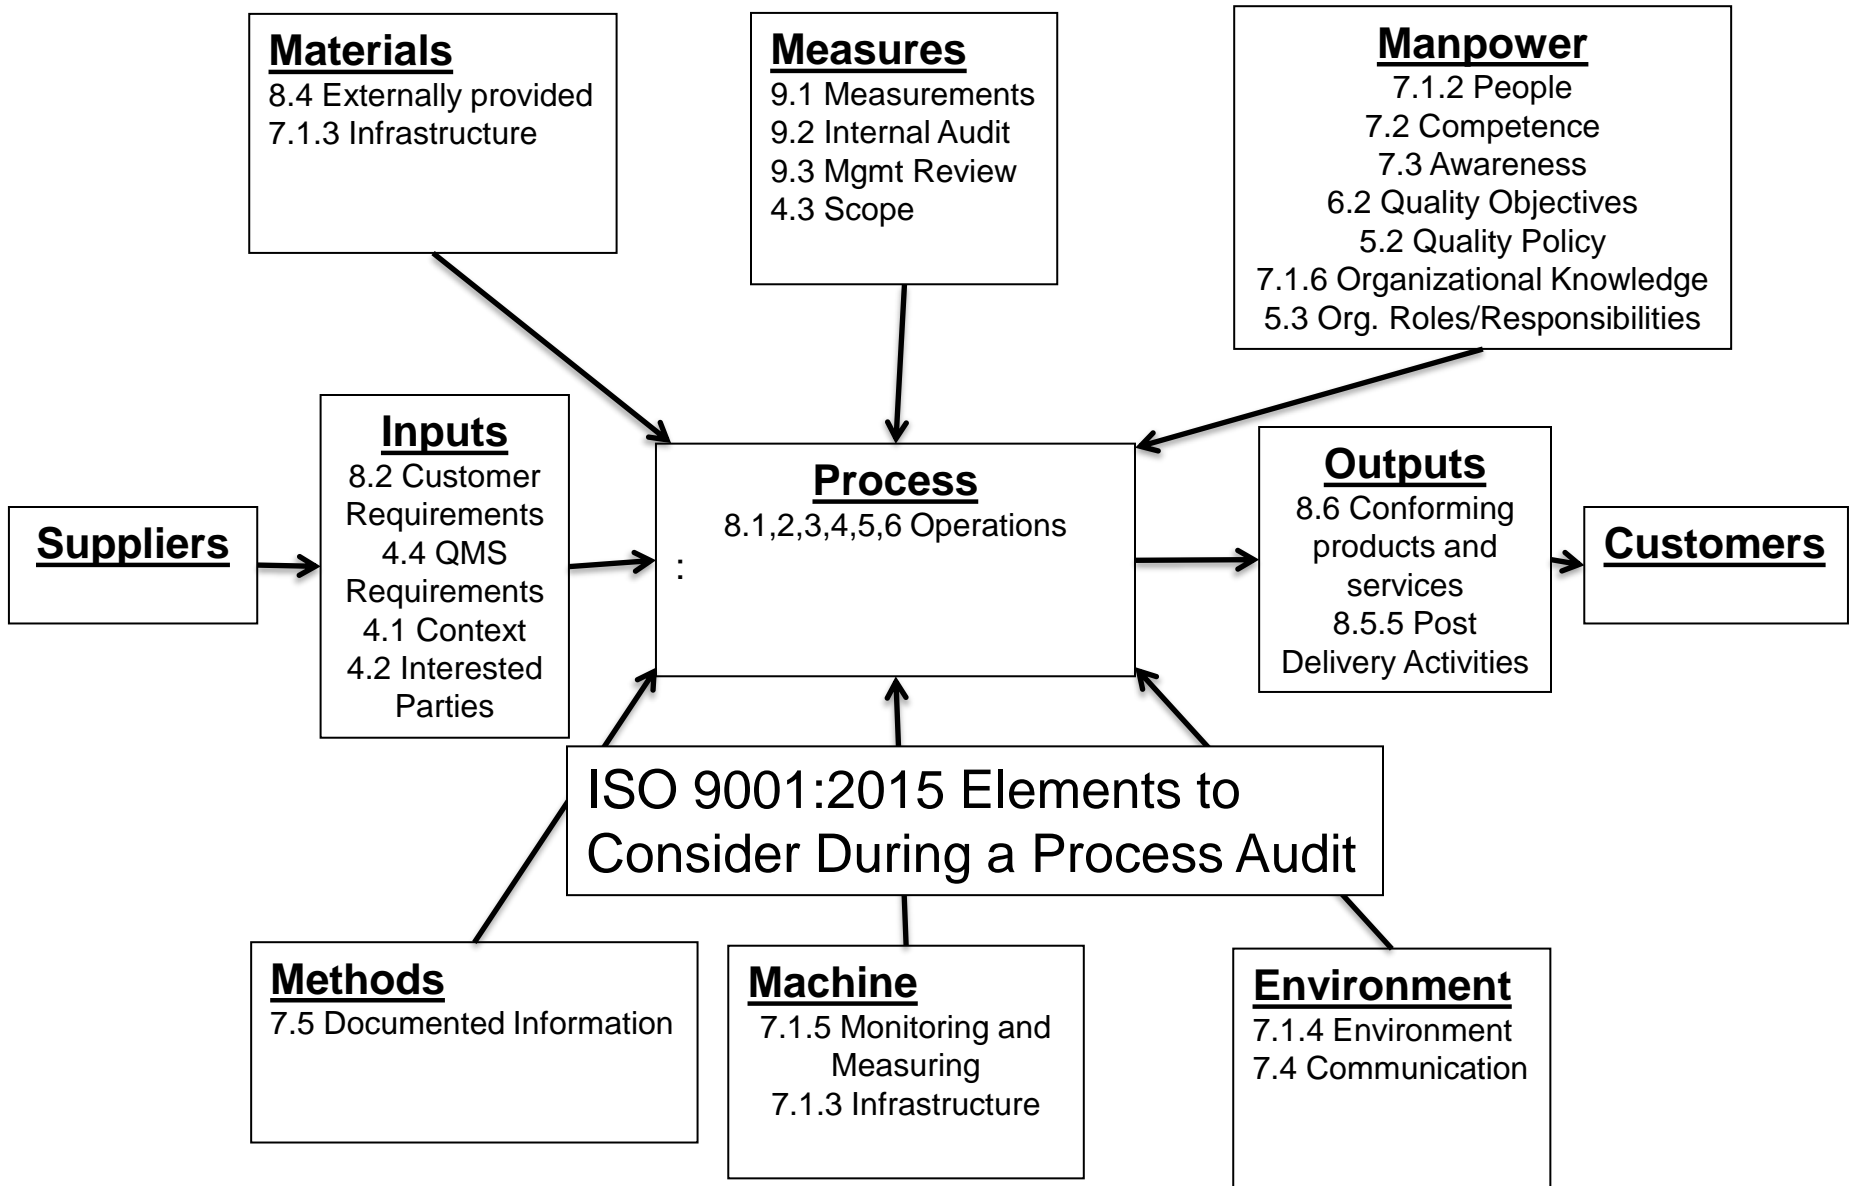 Materials
8.4 Externally provided
7.1.3 Infrastructure
Measures
9.1 Measurements
9.2 Internal Audit
9.3 Mgmt Review
4.3 Scope
Manpower
7.1.2 People
7.2 Competence
7.3 Awareness
6.2 Quality Objectives
5.2 Quality Policy
7.1.6 Organizational Knowledge
5.3 Org. Roles/Responsibilities
Suppliers
Inputs
8.2 Customer
Requirements
4.4 QMS
Requirements
4.1 Context
4.2 Interested
Parties
Process
8.1,2,3,4,5,6 Operations
:
Outputs
8.6 Conforming
products and
services
8.5.5 Post
Delivery Activities
Customers
ISO 9001:2015 Elements to
Consider During a Process Audit
Methods
7.5 Documented Information
Machine
7.1.5 Monitoring and
Measuring
7.1.3 Infrastructure
Environment
7.1.4 Environment
7.4 Communication